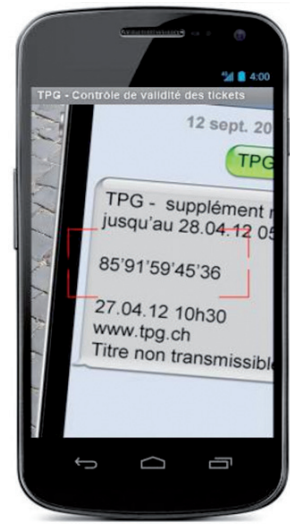 4:00
TPG - Contrôle de validité des tickets
12 sept. 20
TPG
TPG - supplément n
jusqu'au 28.04.12 05
85'91'59'45'36
27.04.12 10h30
www.tpg.ch
Titre non transmissible